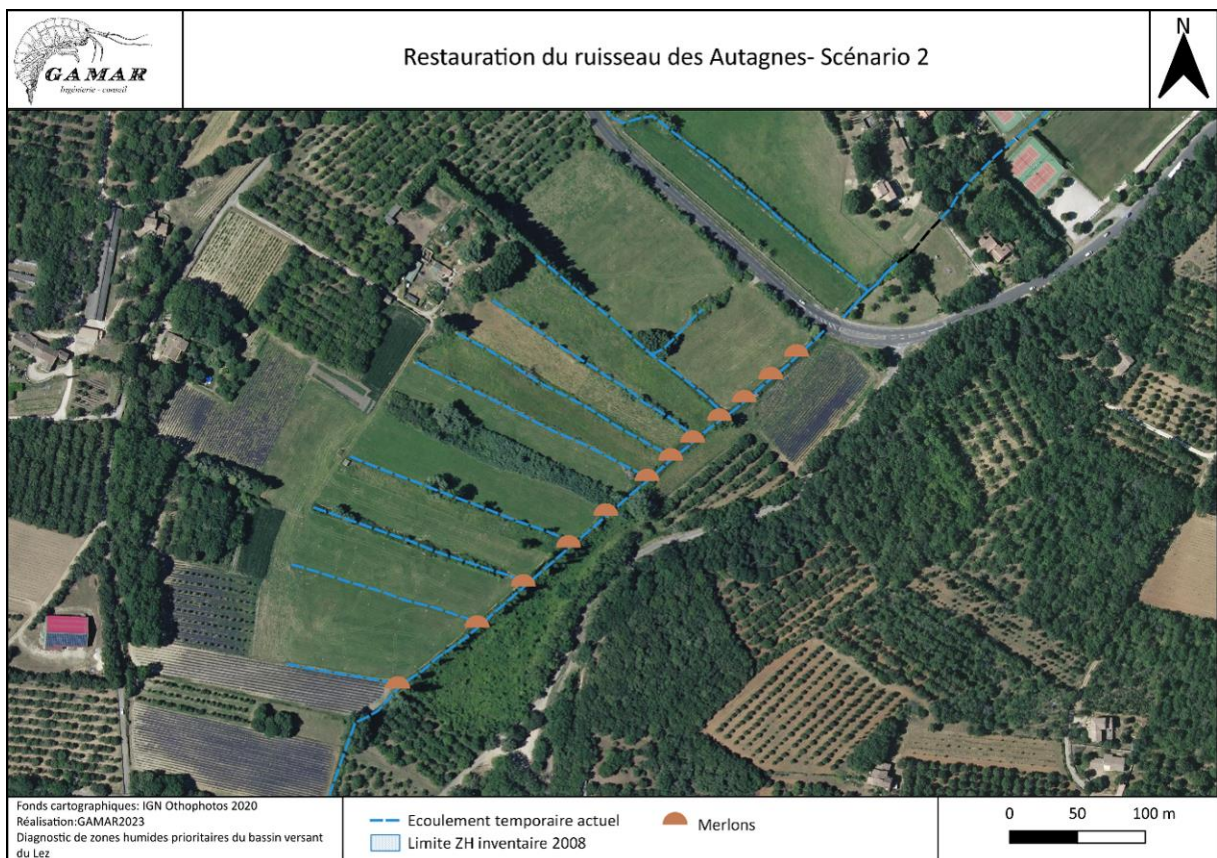 GAMAR
Ingénierie - conseil
Restauration du ruisseau des Autagnes- Scénario 2
N
Fonds cartographiques: IGN Othophotos 2020
Réalisation:GAMAR2023
Diagnostic de zones humides prioritaires du bassin versant
du Lez
Ecoulement temporaire actuel
Limite ZH inventaire 2008
Merlons
0 50 100 m